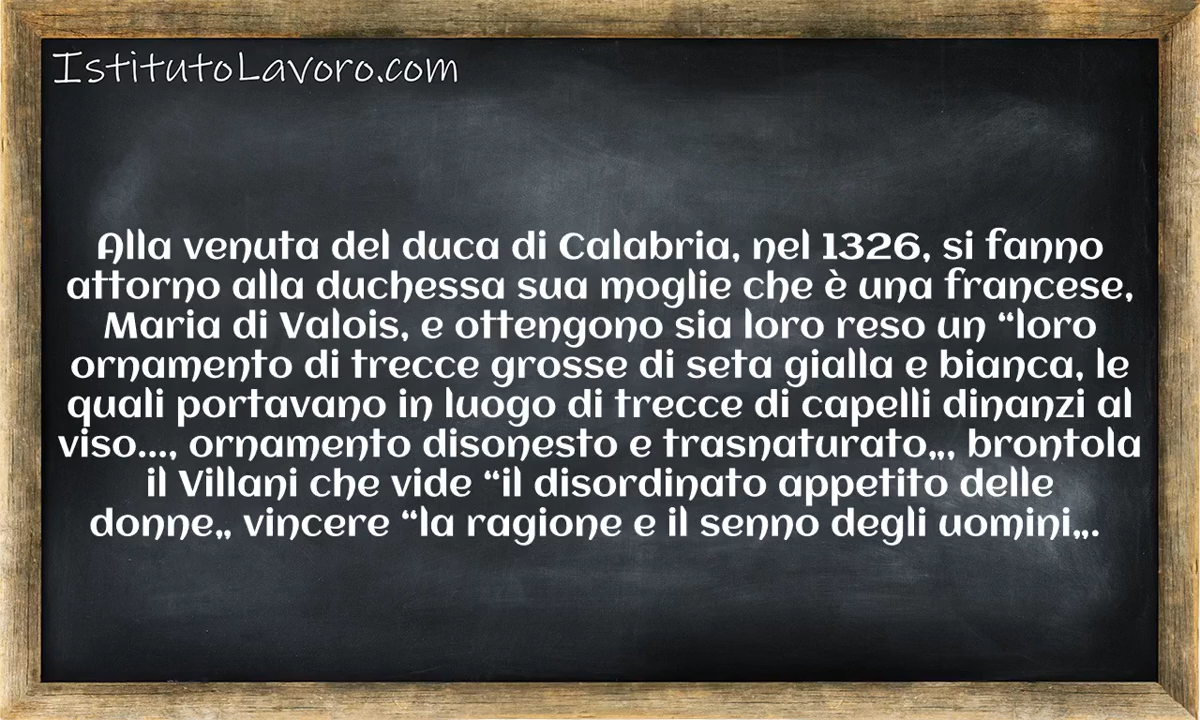 IstitutoLavoro.com
Alla venuta del duca di Calabria, nel 1326, si fanno
attorno alla duchessa sua moglie che è una francese,
Maria di Valois, e ottengono sia loro reso un “loro
ornamento di trecce grosse di seta gialla e bianca, le
quali portavano in luogo di trecce di capelli dinanzi al
viso..., ornamento disonesto e trasnaturato„, brontola
il Villani che vide “il disordinato appetito delle
donne„ vincere “la ragione e il senno degli uomini„.